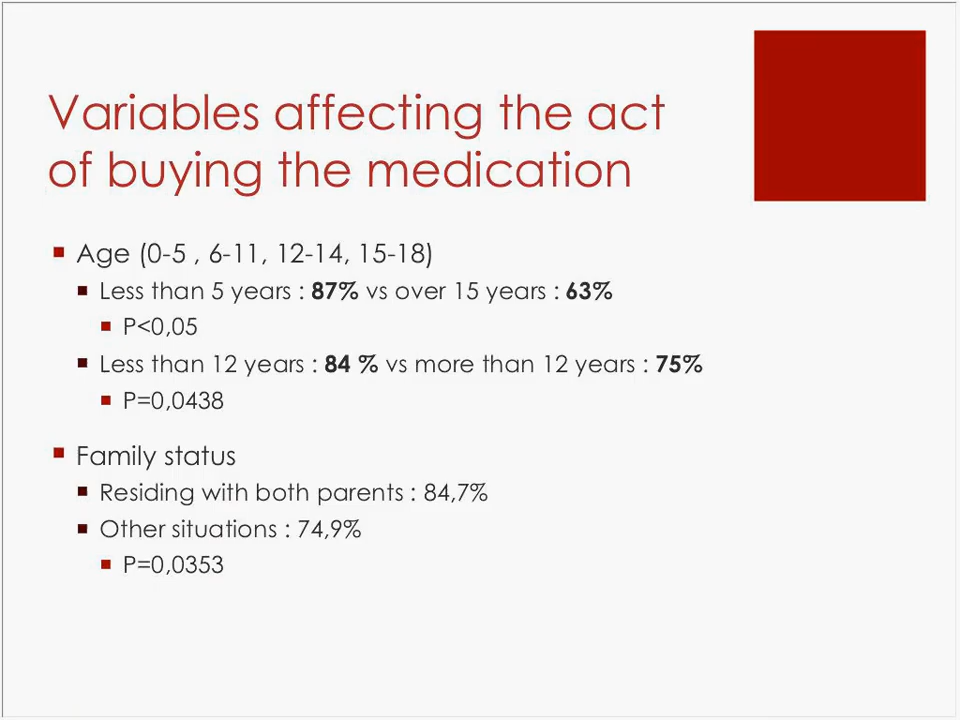 Variables affecting the act
of buying the medication
Age (0-5 , 6-11, 12-14, 15-18)
Less than 5 years : 87% vs over 15 years : 63%
P<0,05
Less than 12 years : 84 % vs more than 12 years : 75%
P=0,0438
Family status
Residing with both parents : 84,7%
Other situations : 74,9%
P=0,0353